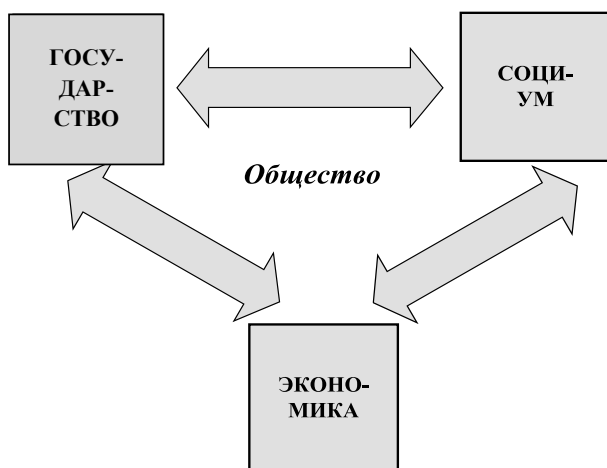 ГОСУ-
ДАР-
СТВО
СОЦИ-
УМ
Общество
ЭКОНО-
МИКА